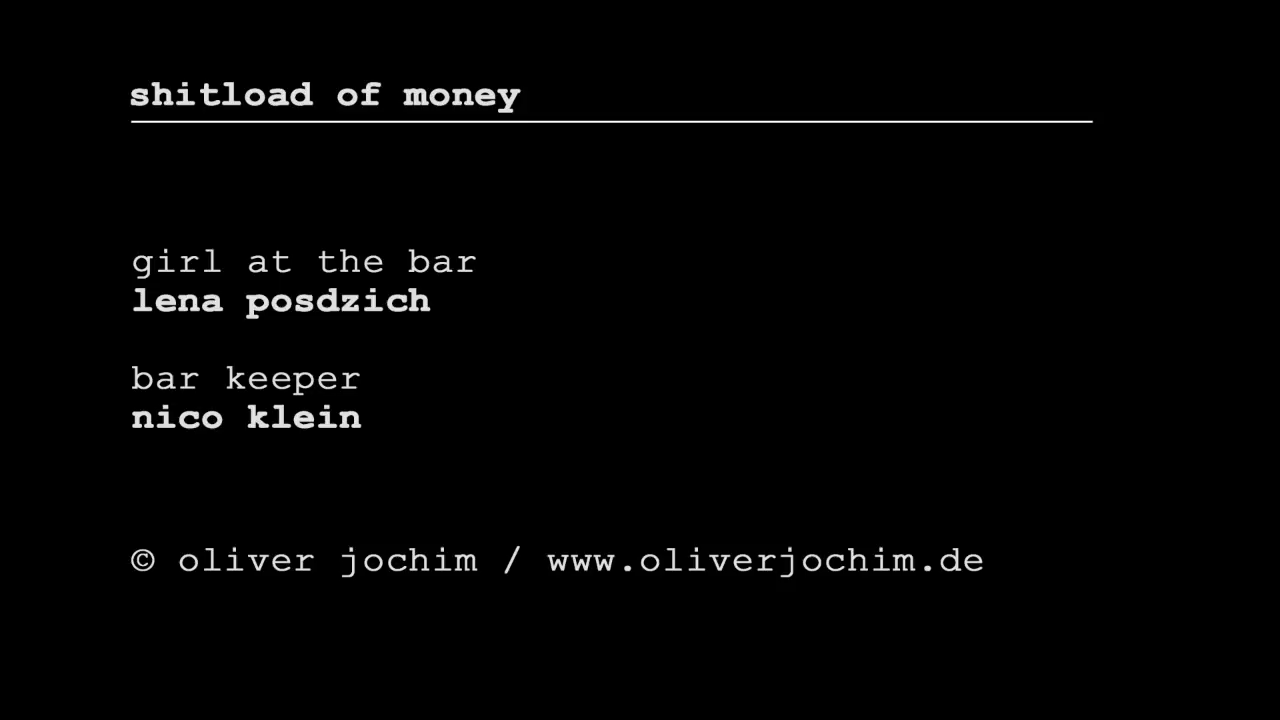 shitload of money
girl at the bar
lena posdzich
bar keeper
nico klein
© oliver jochim / www.oliverjochim.de